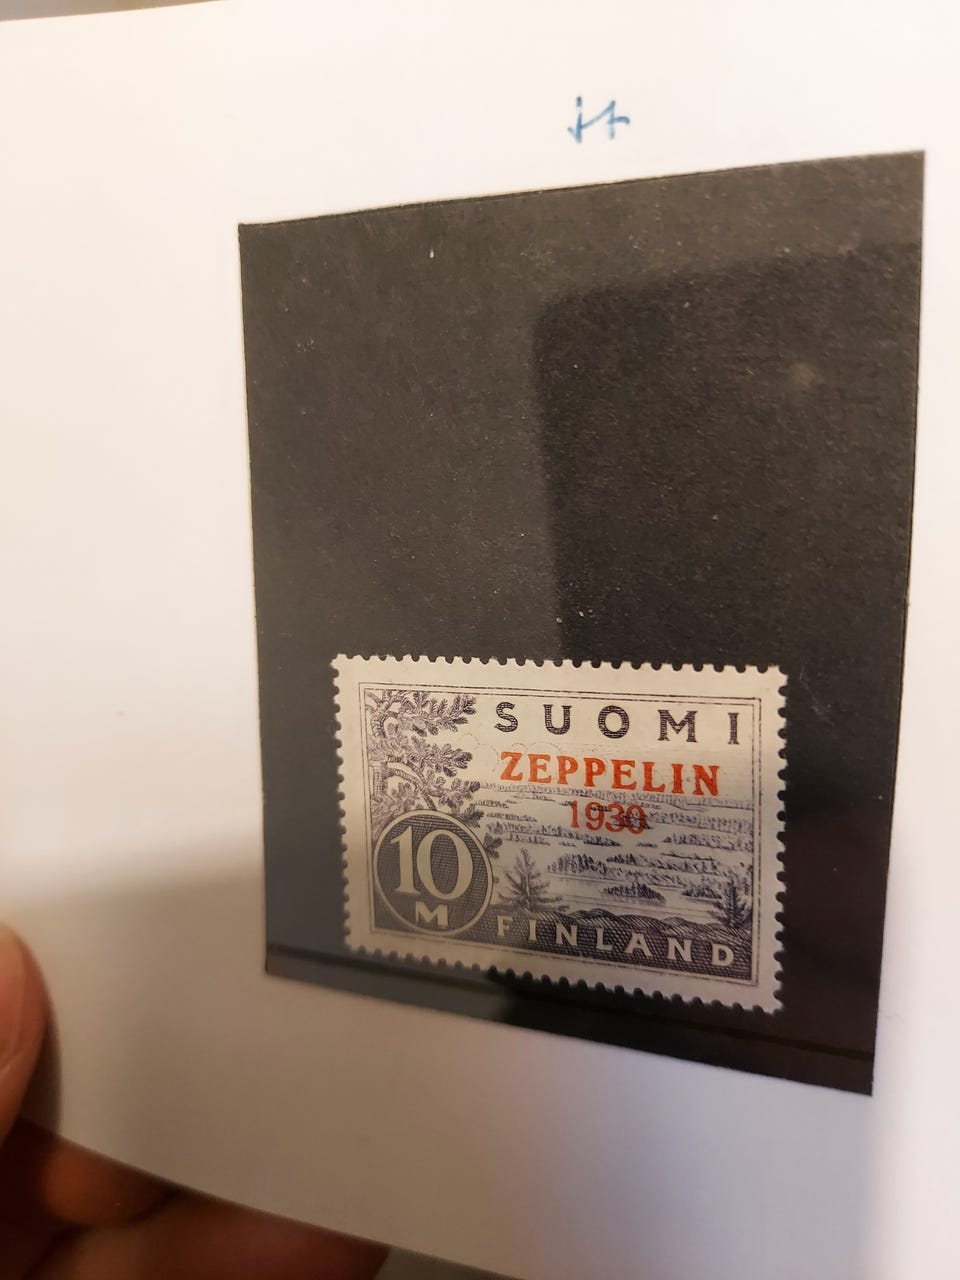 SUOMI
ZEPPELIN
1930
10
M
FINLAND